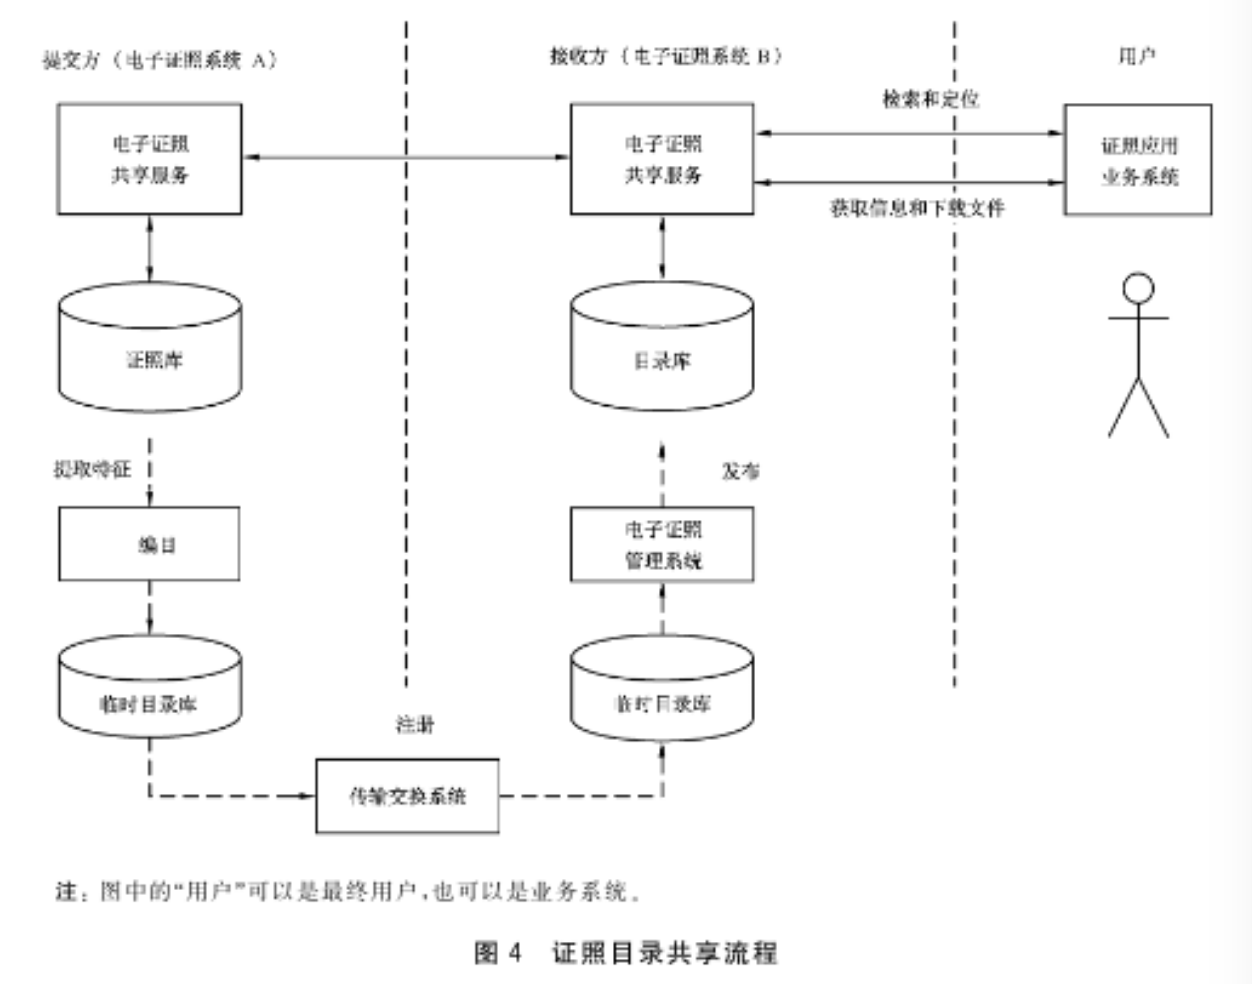 提交方（电子证照系统 A）
接收方（电子证照系统 B）
用户
电子证照
共享服务
电子证照
共享服务
检索和定位
获取信息和下载文件
证照应用
业务系统
证照库
目录库
提取特征
发布
编目
电子证照
管理系统
临时目录库
临时目录库
注册
传输交换系统
注：图中的“用户”可以是最终用户，也可以是业务系统。
图 4 证照目录共享流程